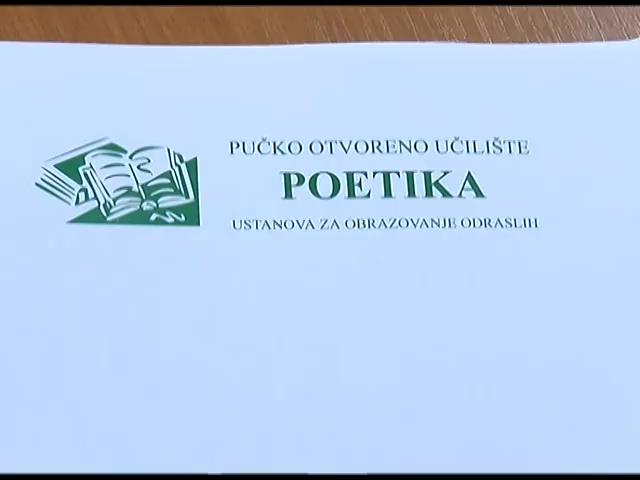 PUČKO OTVORENO UČILIŠTE
POETIKA
USTANOVA ZA OBRAZOVANJE ODRASLIH